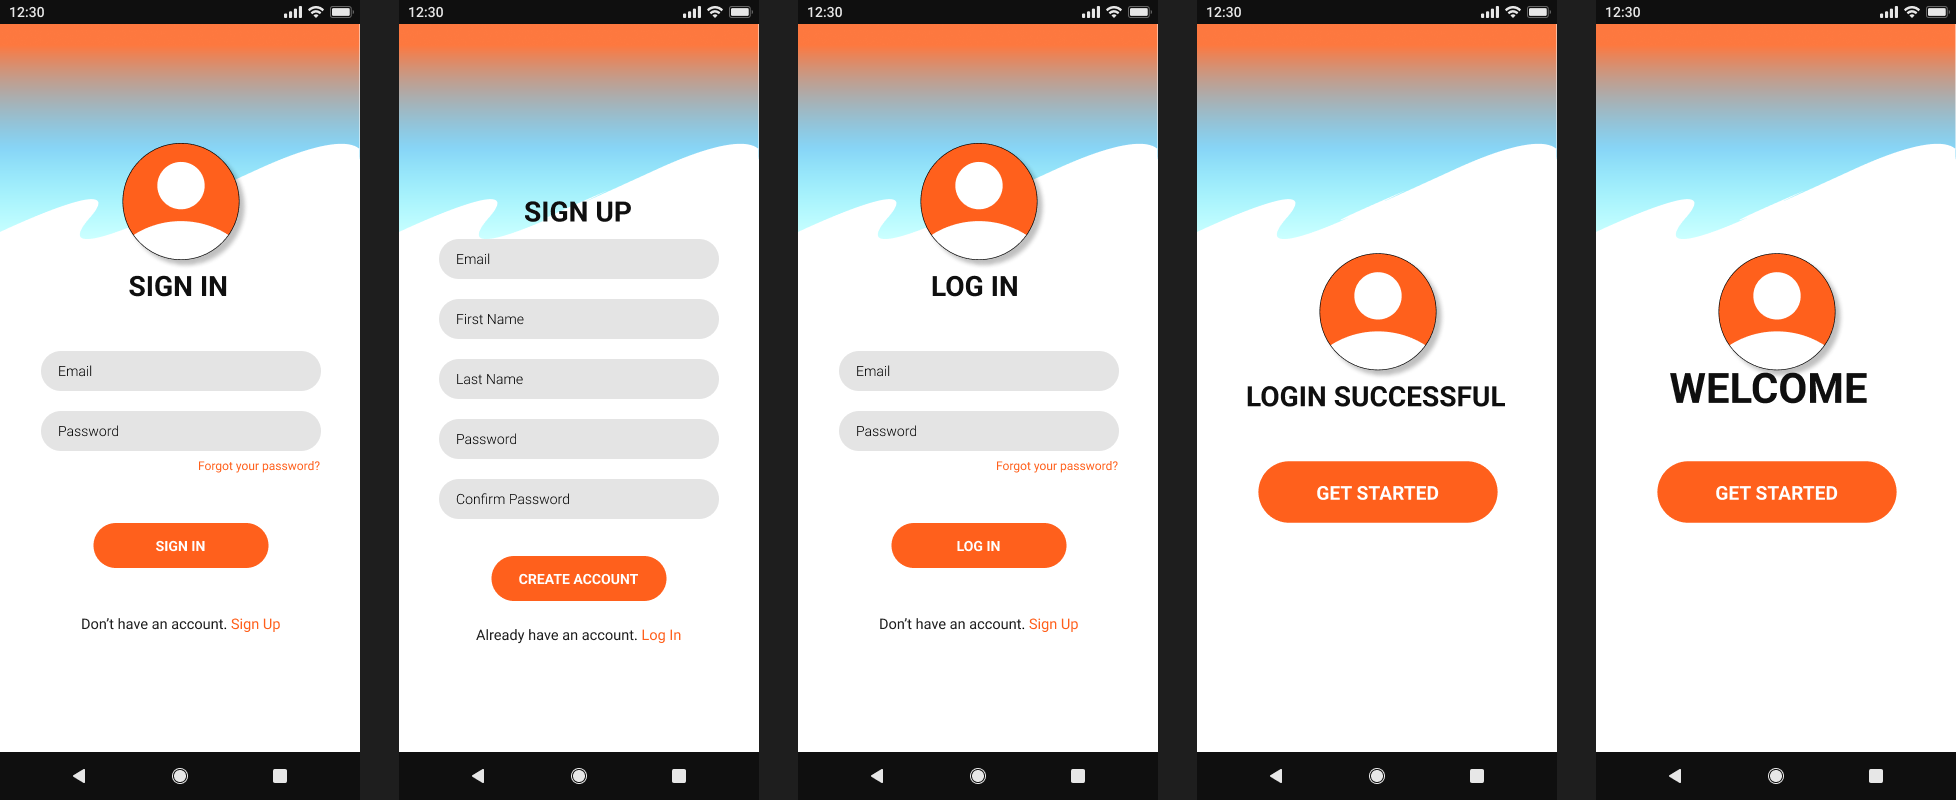 12:30
SIGN IN
Email
Password
Forgot your password?
SIGN IN
Don't have an account. Sign Up
12:30
SIGN UP
Email
First Name
Last Name
Password
Confirm Password
CREATE ACCOUNT
Already have an account. Log In
12:30
LOG IN
Email
Password
Forgot your password?
LOG IN
Don't have an account. Sign Up
12:30
LOGIN SUCCESSFUL
GET STARTED
12:30
WELCOME
GET STARTED